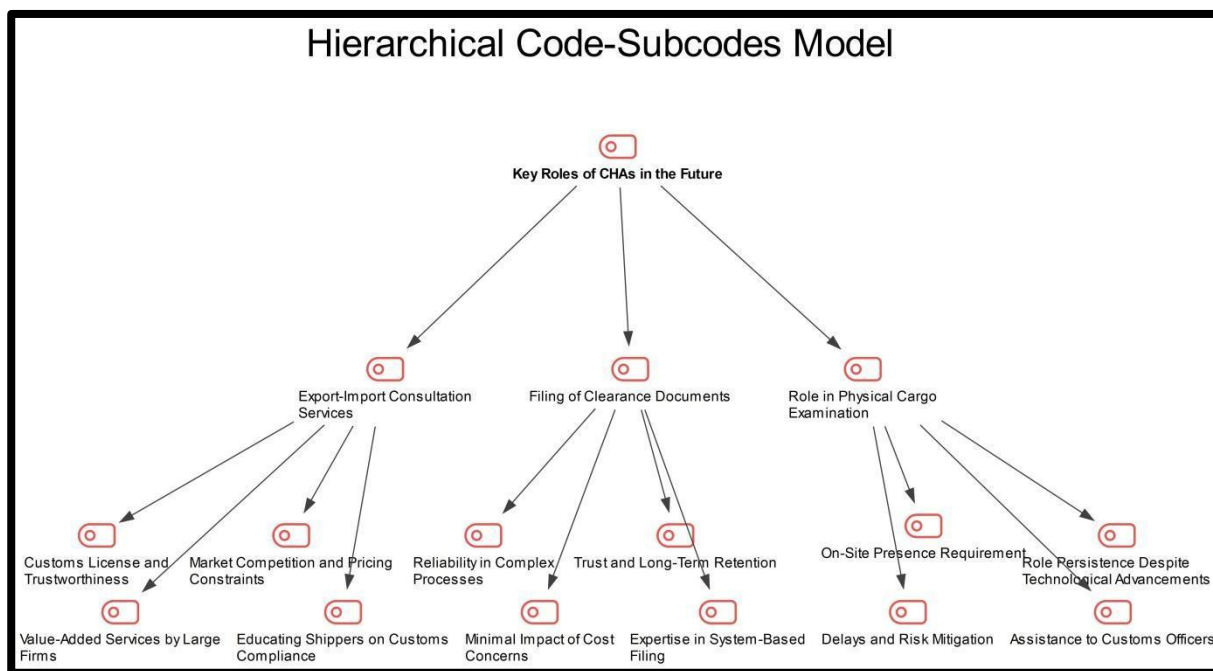 Hierarchical Code-Subcodes Model
Key Roles of CHAs in the Future
Export-Import Consultation
Services
Filing of Clearance Documents
Role in Physical Cargo
Examination
Customs License and
Trustworthiness
Market Competition and Pricing
Constraints
Reliability in Complex
Processes
Trust and Long-Term Retention
On-Site Presence Requirement
Role Persistence Despite
Technological Advancements
Value-Added Services by Large
Firms
Educating Shippers on Customs
Compliance
Minimal Impact of Cost
Concerns
Expertise in System-Based
Filing
Delays and Risk Mitigation
Assistance to Customs Officers